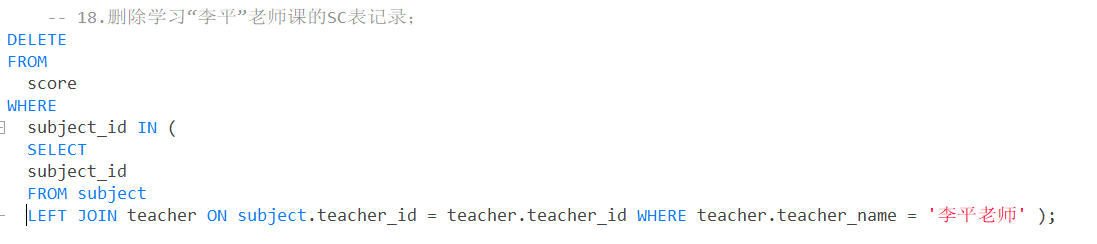 -- 18.删除学习“李平”老师课的SC表记录;
DELETE
FROM
score
WHERE
subject_id IN (
SELECT
subject_id
FROM subject
LEFT JOIN teacher ON subject.teacher_id = teacher.teacher_id WHERE teacher.teacher_name = '李平老师' );